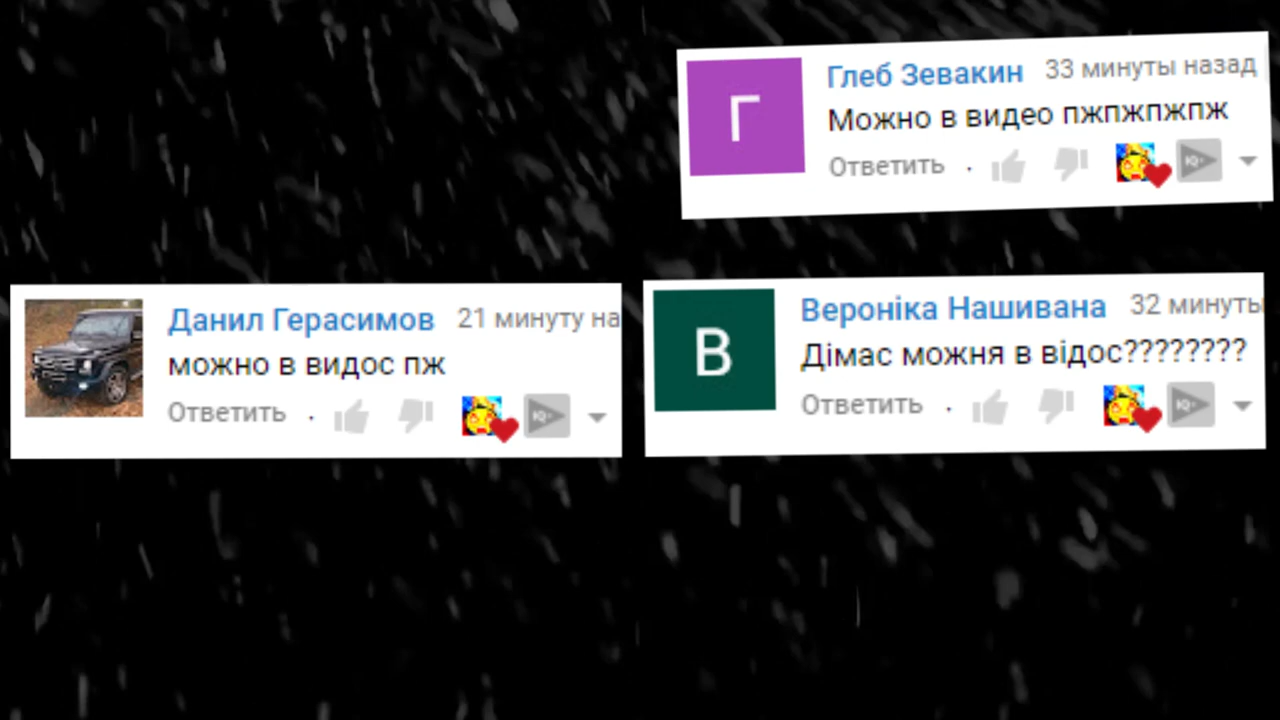 Г
Глеб Зевакин 33 минуты назад
Можно в видео пжпжпжпж
Ответить ·
Данил Герасимов 21 минуту на
можно в видос пж
Ответить ·
В
Вероніка Нашивана 32 минуты
Дімас можня в відос????????
Ответить ·